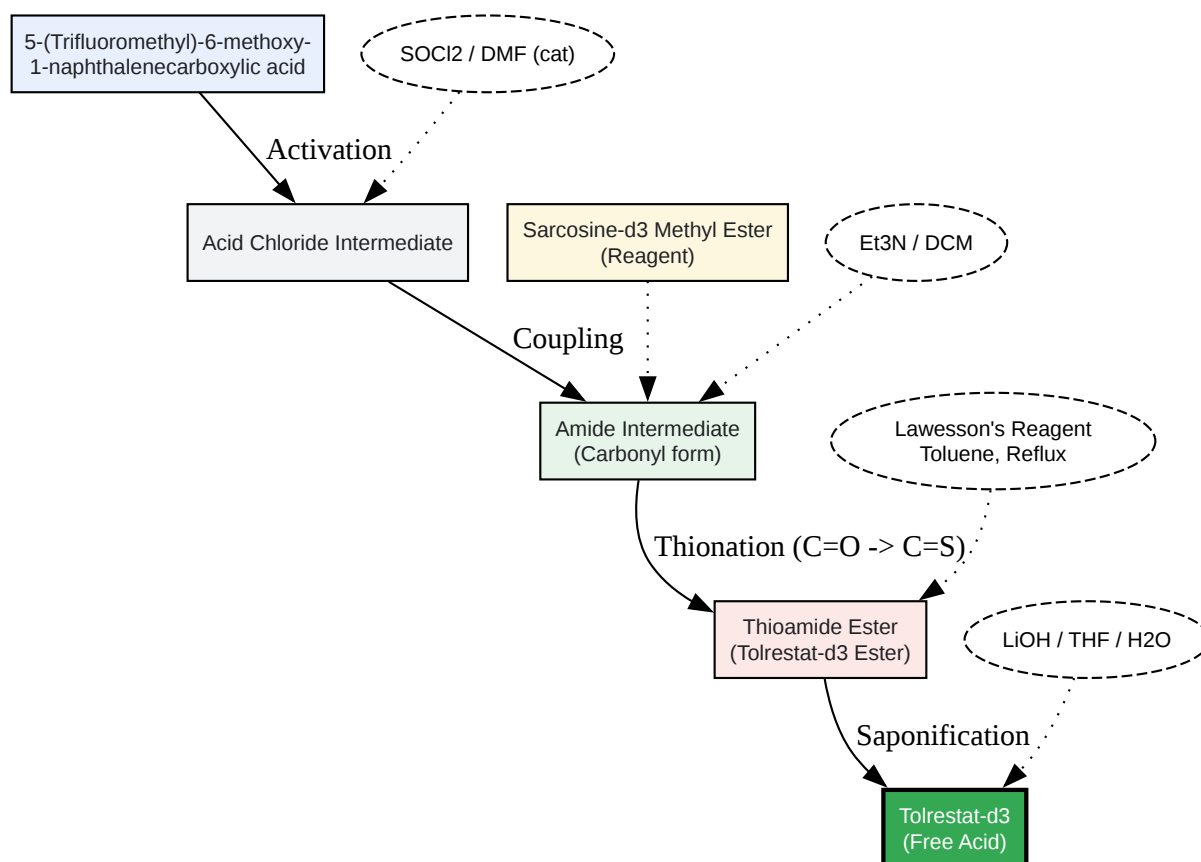 5-(Trifluoromethyl)-6-methoxy-
1-naphthalenecarboxylic acid
SOCl2 / DMF (cat)
Activation
Acid Chloride Intermediate
Sarcosine-d3 Methyl Ester
(Reagent)
Et3N / DCM
Coupling
Amide Intermediate
(Carbonyl form)
Lawesson's Reagent
Toluene, Reflux
Thionation (C=O -> C=S)
Thioamide Ester
(Tolrestat-d3 Ester)
LiOH / THF / H2O
Saponification
Tolrestat-d3
(Free Acid)